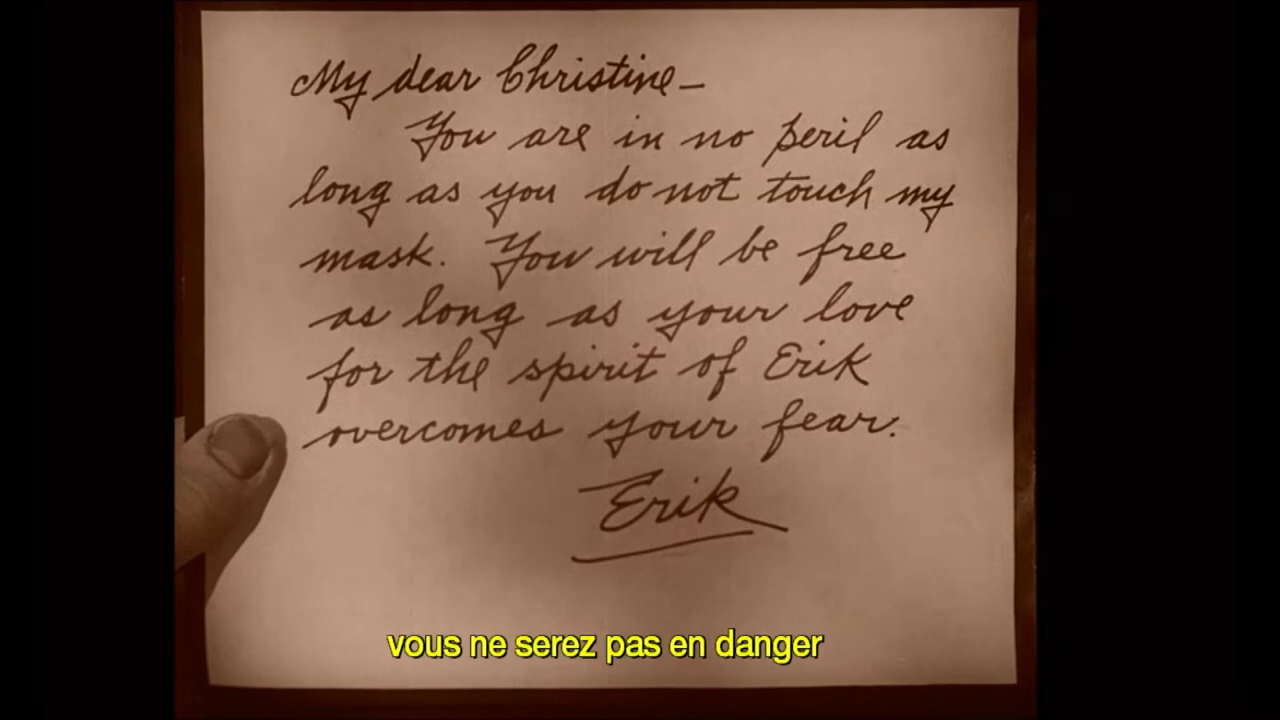 My dear Christine—
You are in no peril as
long as you do not touch my
mask. You will be free
as long as your love
for the spirit of Erik
overcomes your fear.
Erik
vous ne serez pas en danger